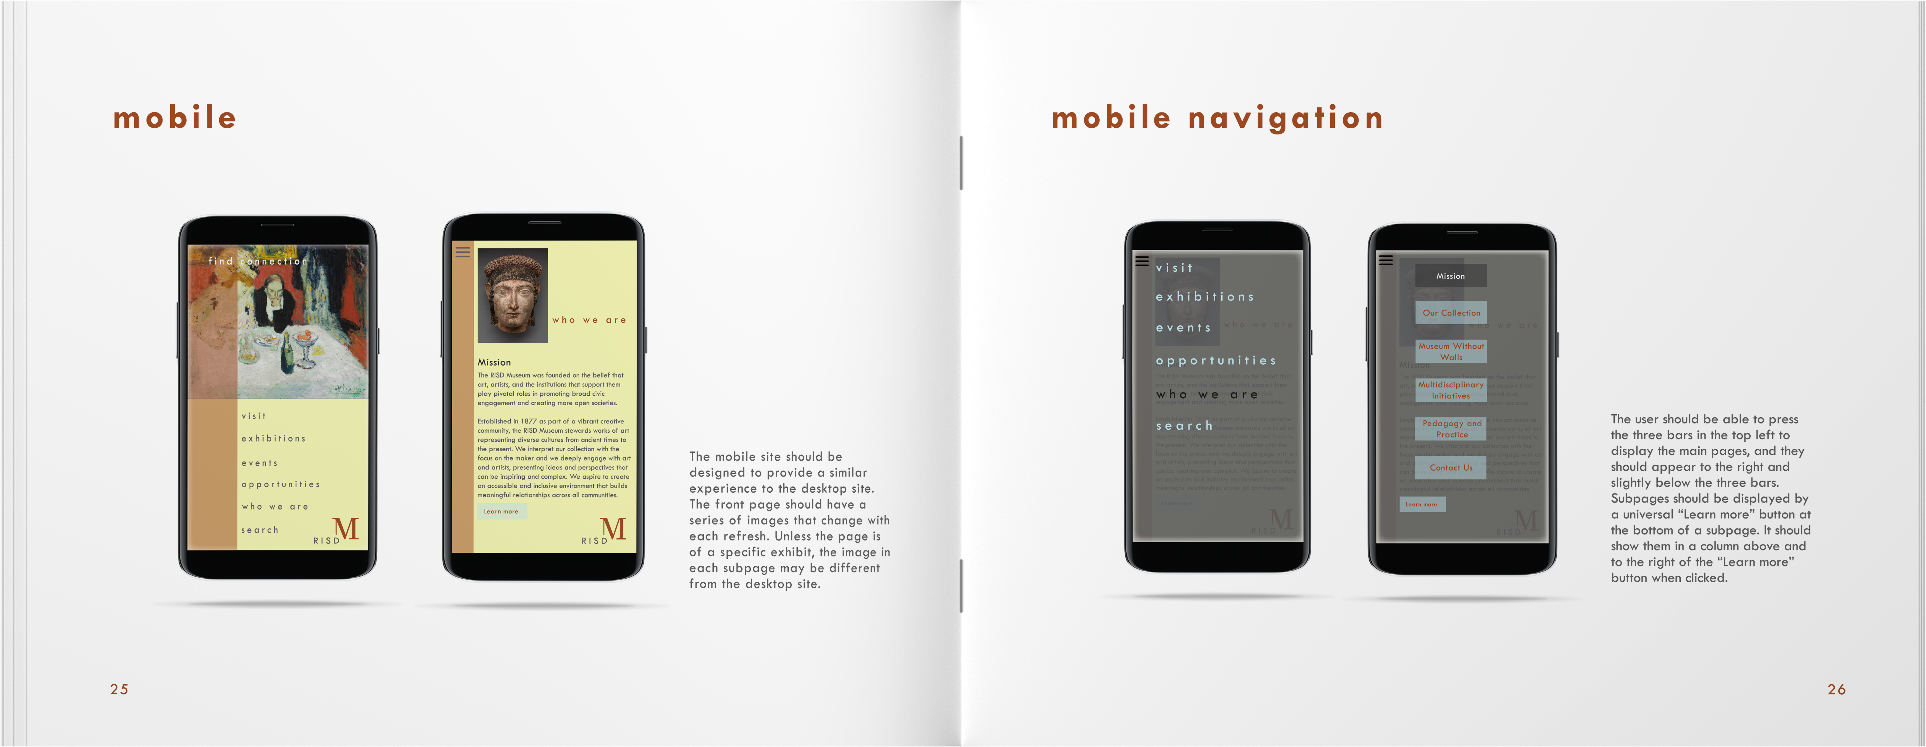 mobile
find connection
visit
exhibitions
events
opportunities
who we are
search
RISD M
who we are
Mission
The RISD Museum was founded on the belief that
art, artists, and the institutions that support them
play pivotal roles in promoting broad civic
engagement and creating more open societies.
Established in 1877 as part of a vibrant creative
community, the RISD Museum stewards works of art
representing diverse cultures from ancient times to
the present. We interpret our collection with the
focus on the maker and we deeply engage with art
and artists, presenting ideas and perspectives that
can be inspiring and complex. We aspire to create
an accessible and inclusive environment that builds
meaningful relationships across all communities.
Learn more
RISD M
The mobile site should be
designed to provide a similar
experience to the desktop site.
The front page should have a
series of images that change with
each refresh. Unless the page is
of a specific exhibit, the image in
each subpage may be different
from the desktop site.
25
mobile navigation
visit
exhibitions
events
who we are
opportunities
who we are
search
RISD M
Mission
Our Collection
who we are
Museum Without
Walls
Mission
Multidisciplinary
Initiatives
Pedagogy and
Practice
Contact Us
Learn more
RISD M
The user should be able to press
the three bars in the top left to
display the main pages, and they
should appear to the right and
slightly below the three bars.
Subpages should be displayed by
a universal “Learn more” button at
the bottom of a subpage. It should
show them in a column above and
to the right of the “Learn more”
button when clicked.
26